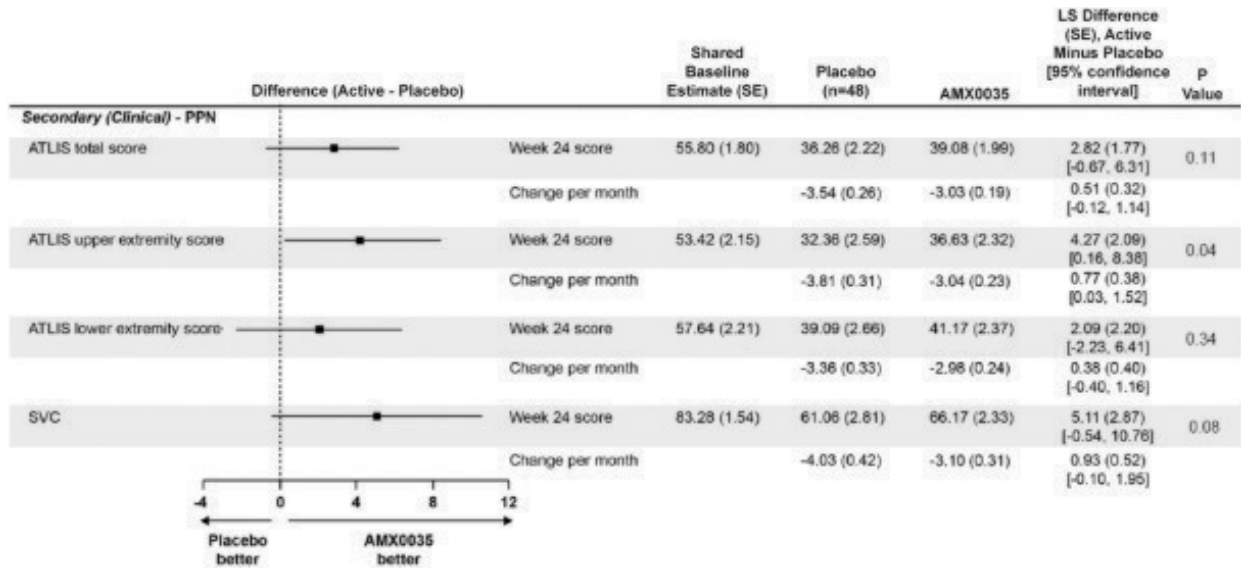 Difference (Active - Placebo)
Shared
Baseline
Estimate (SE)
Placebo
(n=48)
AMX0035
LS Difference
(SE), Active
Minus Placebo
[95% confidence
interval]
P
Value
Secondary (Clinical) - PPN
ATLIS total score
Week 24 score
55.80 (1.80)
36.26 (2.22)
39.08 (1.99)
2.82 (1.77)
[-0.67, 6.31]
0.11
Change per month
-3.54 (0.26)
-3.03 (0.19)
0.51 (0.32)
[-0.12, 1.14]
ATLIS upper extremity score
Week 24 score
53.42 (2.15)
32.36 (2.59)
36.63 (2.32)
4.27 (2.09)
[0.16, 8.38]
0.04
Change per month
-3.81 (0.31)
-3.04 (0.23)
0.77 (0.38)
[0.03, 1.52]
ATLIS lower extremity score
Week 24 score
57.64 (2.21)
39.09 (2.66)
41.17 (2.37)
2.09 (2.20)
[-2.23, 6.41]
0.34
Change per month
-3.36 (0.33)
-2.98 (0.24)
0.38 (0.40)
[-0.40, 1.16]
SVC
Week 24 score
83.28 (1.54)
61.06 (2.81)
66.17 (2.33)
5.11 (2.87)
[-0.54, 10.76]
0.08
Change per month
-4.03 (0.42)
-3.10 (0.31)
0.93 (0.52)
[-0.10, 1.95]
-4 0 4 8 12
Placebo
better
AMX0035
better